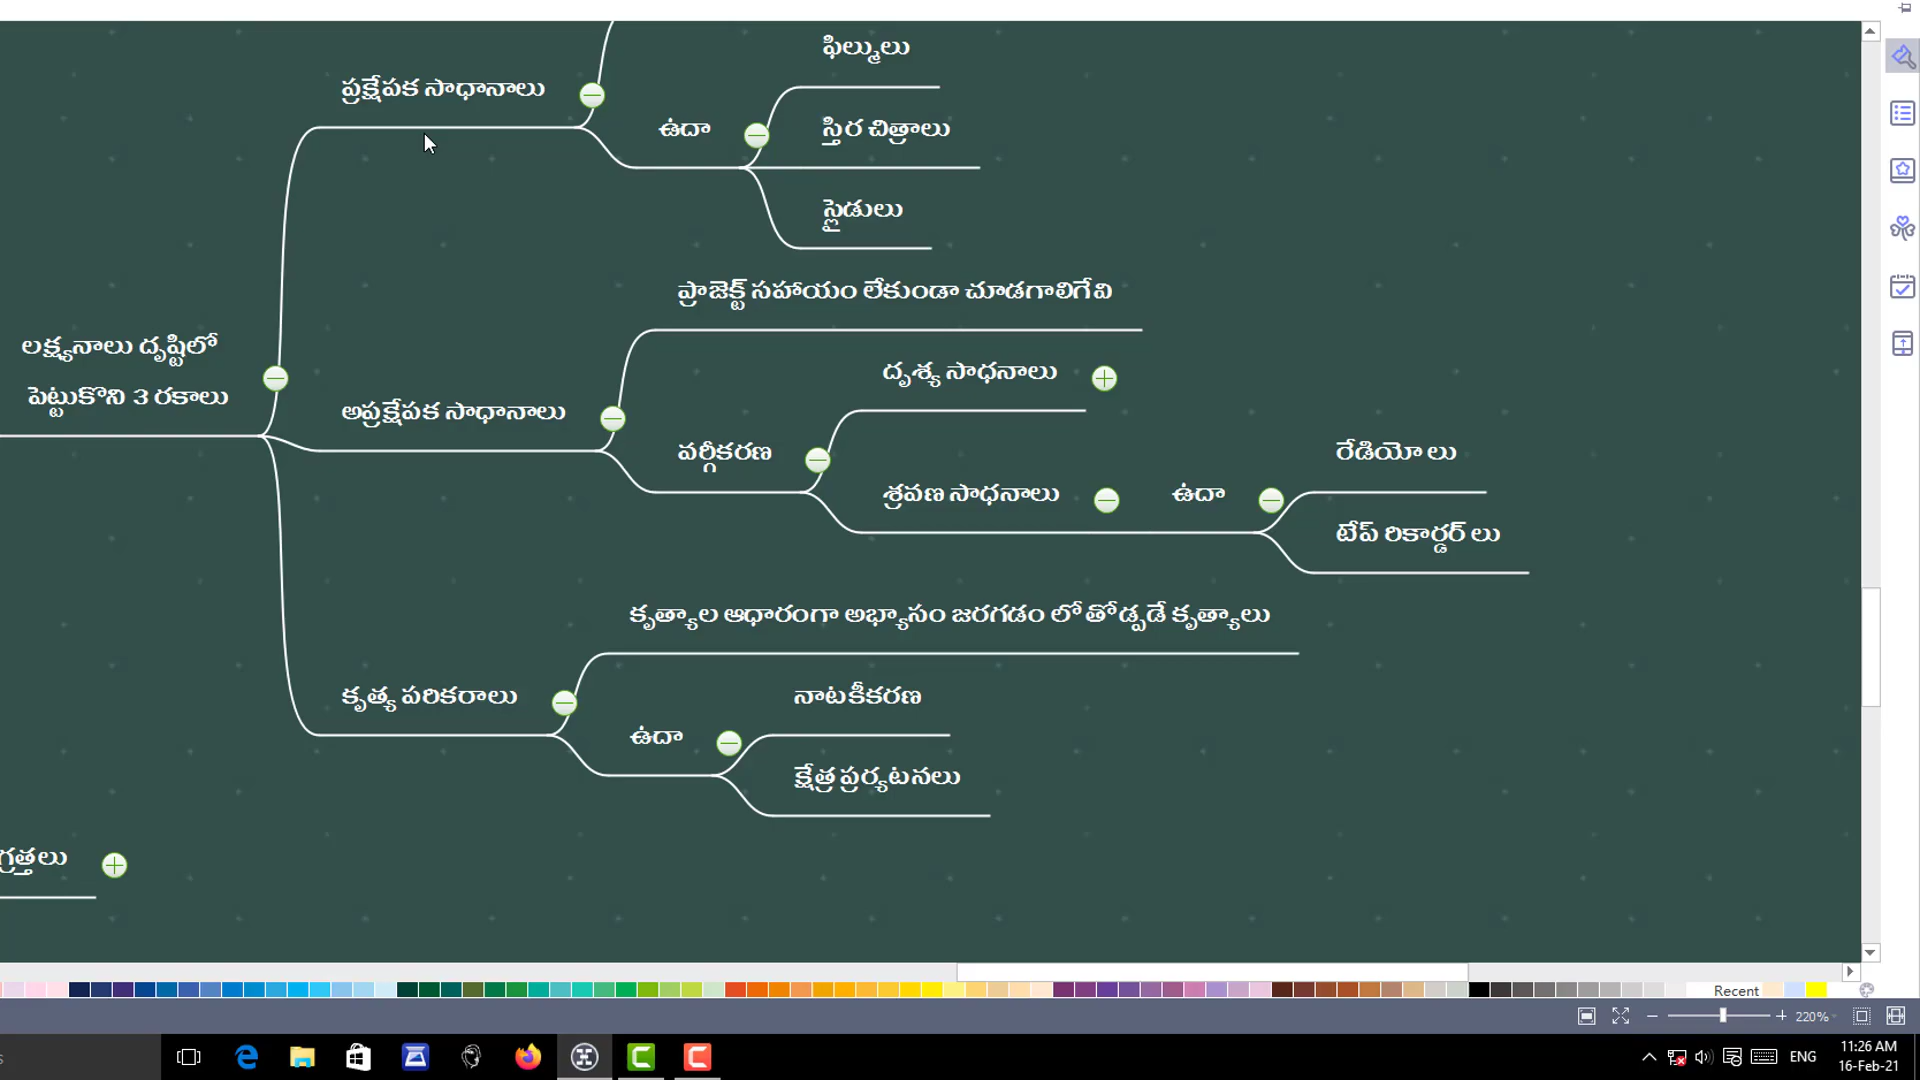 ఫిల్ములు
ప్రక్షేపక సాధానాలు
ఉదా
స్తిర చిత్రాలు
స్లైడులు
ప్రాజెక్ట్ సహాయం లేకుండా చూడగాలిగేవి
లక్ష్యనాలు దృష్టిలో
పెట్టుకొని 3 రకాలు
దృశ్య సాధనాలు
అప్రక్షేపక సాధానాలు
వర్గీకరణ
రేడియో లు
శ్రవణ సాధనాలు
ఉదా
టేప్ రికార్డర్ లు
కృత్యాల ఆధారంగా అభ్యాసం జరగడం లో తోడ్పడే కృత్యాలు
కృత్య పరికరాలు
నాటకీకరణ
ఉదా
క్షేత్ర ప్రర్యటనలు
గ్రత్తలు
Recent
220%
ENG
11:26 AM
16-Feb-21